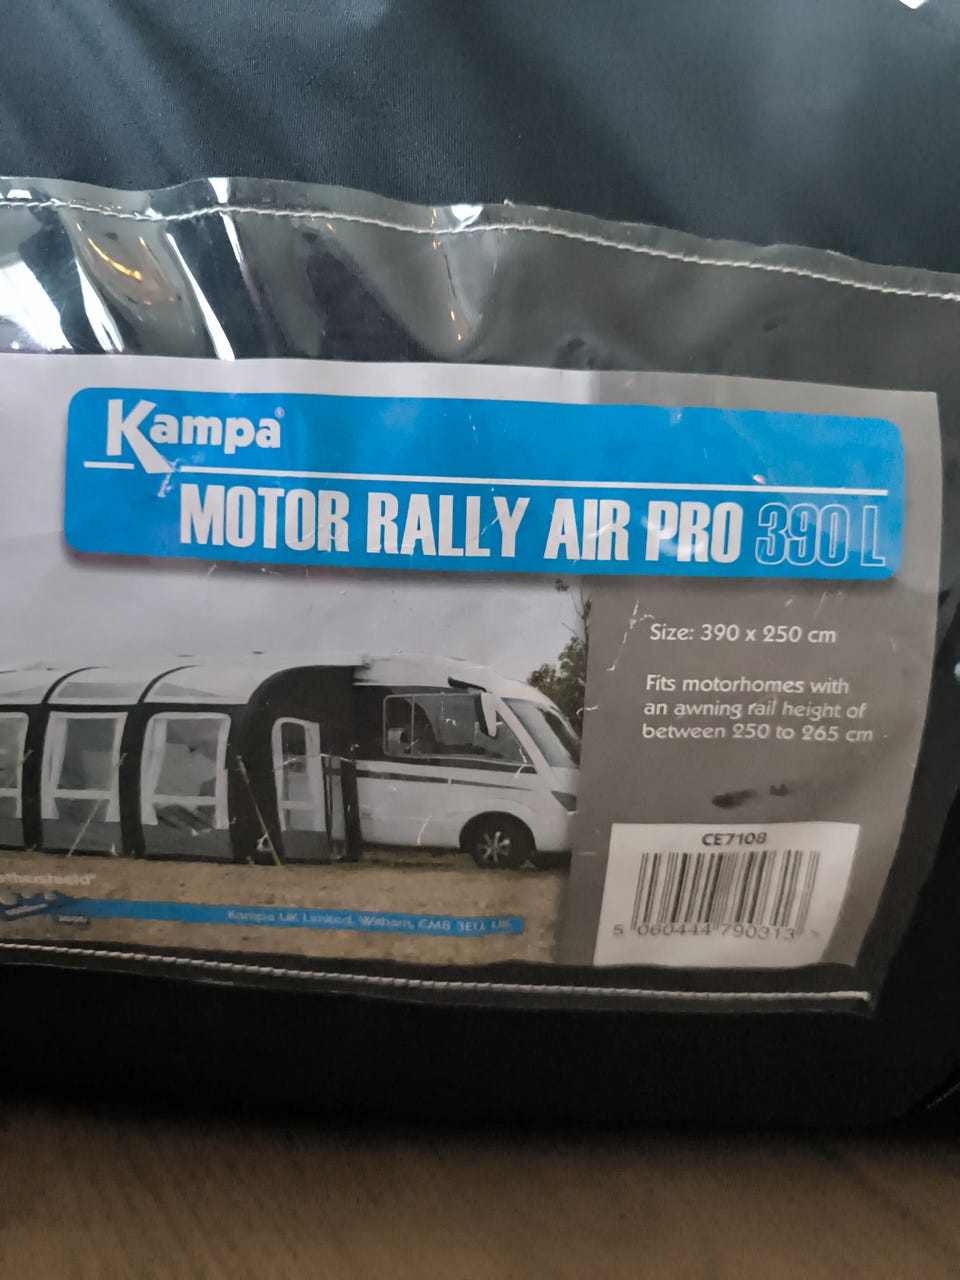 Kampa®
MOTOR RALLY AIR PRO 390 L
Size: 390 x 250 cm
Fits motorhomes with
an awning rail height of
between 250 to 265 cm
CE7108
5 060444 790313 >
Kampa UK Limited, Witham, CM8 3EU, UK